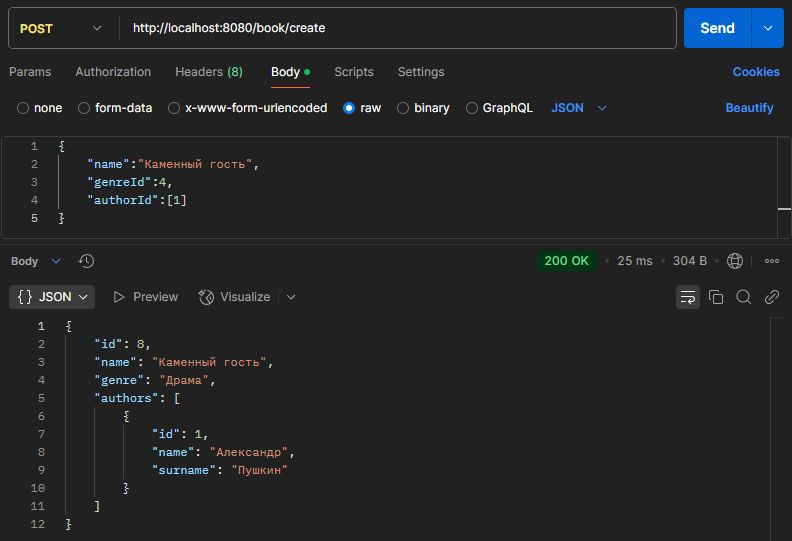 POST http://localhost:8080/book/create Send
Params Authorization Headers (8) Body Scripts Settings Cookies
none form-data x-www-form-urlencoded raw binary GraphQL JSON Beautify
1 {
2 "name":"Каменный гость",
3 "genreId":4,
4 "authorId":[1]
5 }
Body 200 OK 25 ms 304 B
{} JSON Preview Visualize
1 {
2 "id": 8,
3 "name": "Каменный гость",
4 "genre": "Драма",
5 "authors": [
6 {
7 "id": 1,
8 "name": "Александр",
9 "surname": "Пушкин"
10 }
11 ]
12 }